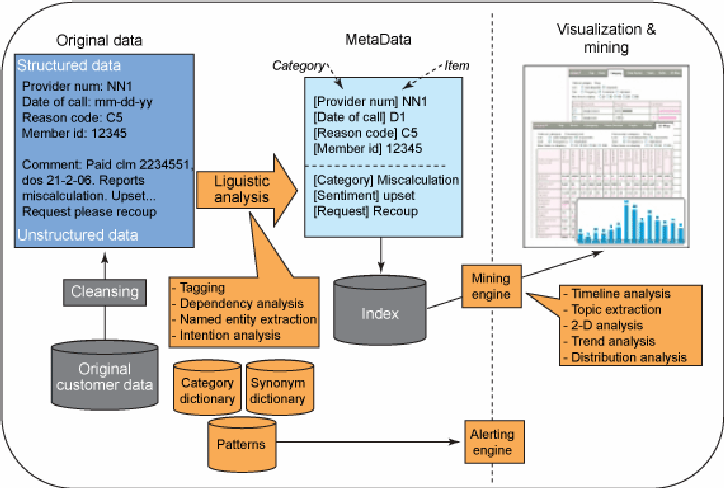 Original data
MetaData
Visualization &
mining
Structured data
Provider num: NN1
Date of call: mm-dd-yy
Reason code: C5
Member id: 12345
Comment: Paid clm 2234551,
dos 21-2-06. Reports
miscalculation. Upset...
Request please recoup
Unstructured data
Category
Item
[Provider num] NN1
[Date of call] D1
[Reason code] C5
[Member id] 12345
[Category] Miscalculation
[Sentiment] upset
[Request] Recoup
Liguistic
analysis
Cleansing
Original
customer data
- Tagging
- Dependency analysis
- Named entity extraction
- Intention analysis
Index
Mining
engine
- Timeline analysis
- Topic extraction
- 2-D analysis
- Trend analysis
- Distribution analysis
Category
dictionary
Synonym
dictionary
Patterns
Alerting
engine